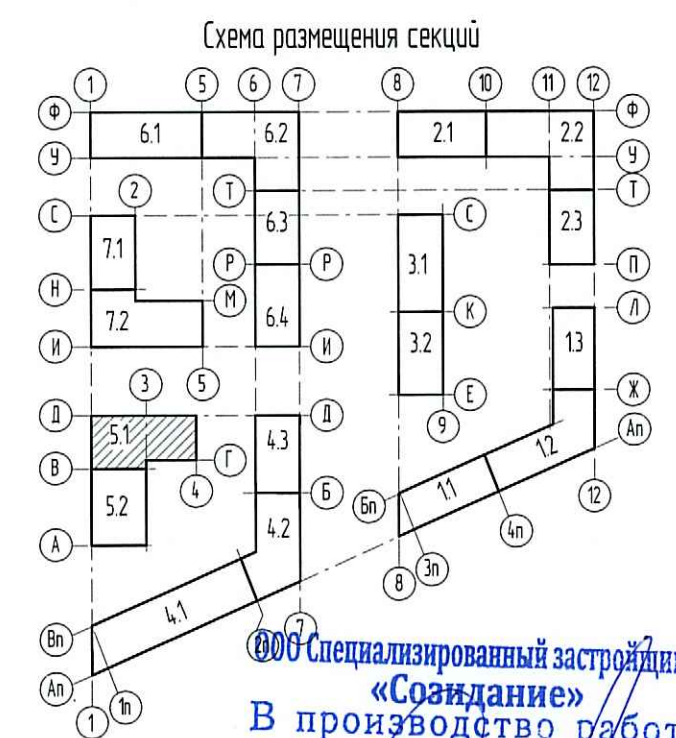 Схема размещения секций
1 5 6 7 8 10 11 12
Ф 6.1 6.2 2.1 2.2 Ф
У У
2 Т Т
С 7.1 6.3 С 2.3
Р Р 3.1 П
Н М К Л
7.2 6.4 3.2 1.3
И И
3 5 Е Ж
Д 5.1 Д 9
4.3 Ап
В Г 1.2
4 Б Бп 1.1 12
5.2 4.2 4п
А 3п
8
4.1
Вп 2п 7
Ап 1п
1
ООО Специализированный застройщик
«Созидание»
В производство работ